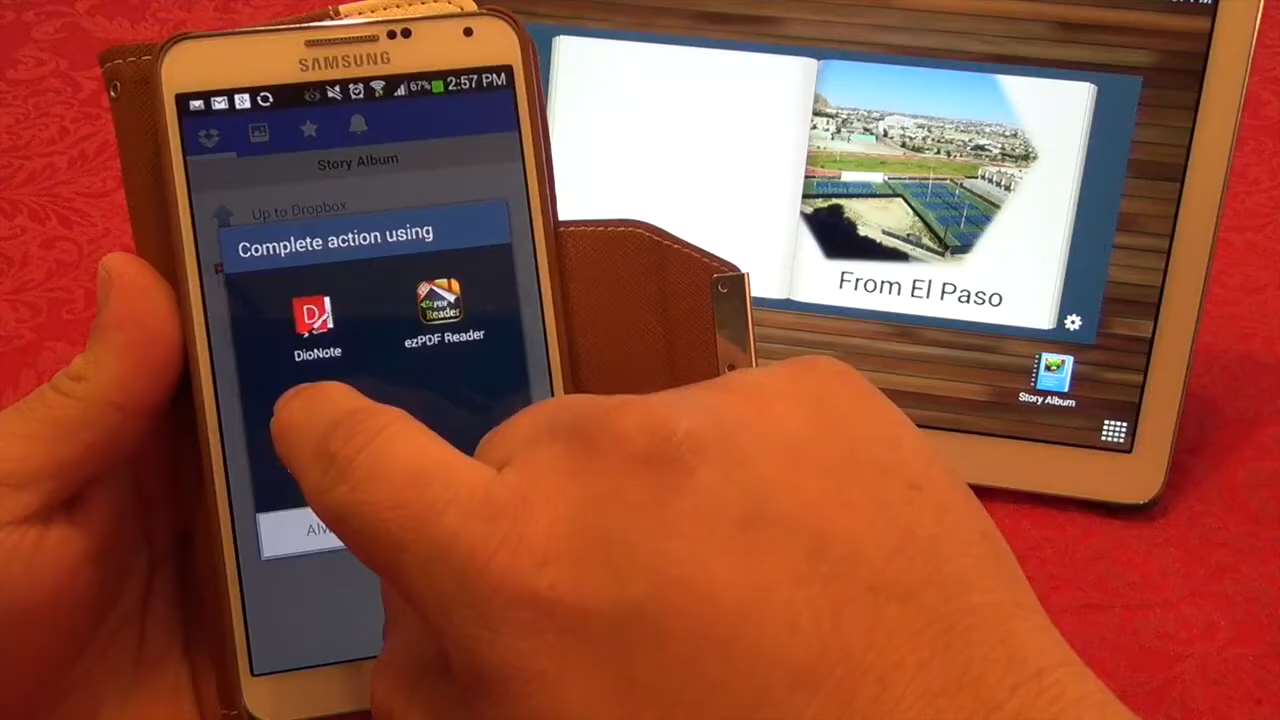 SAMSUNG
67% 2:57 PM
Story Album
Up to Dropbox
Complete action using
D
DioNote
ezPDF
Reader
ezPDF Reader
From El Paso
Story Album